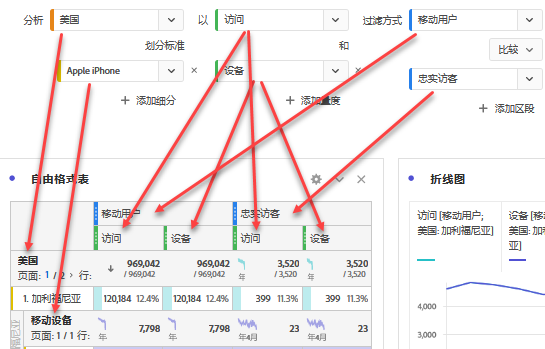 分析 美国 以 访问 过滤方式 移动用户
划分标准 和 比较
Apple iPhone × 设备 × 忠实访客
+ 添加细分 + 添加量度 + 添加区段
自由格式表 折线图
移动用户 忠实访客
访问 设备 访问 设备
美国
页面: 1 / 2 > 行:
↓ 969,042 / 969,042 969,042 / 969,042 年 3,520 / 3,520 年 3,520 / 3,520
1. 加利福尼亚 120,184 12.4% 120,184 12.4% 399 11.3% 399 11.3%
移动设备
页面: 1 / 1 > 行:
年 7,798 年 7,798 年4月 23 年4月 23
访问 [移动用户;
美国: 加利福尼亚]
设备 [移
美国: 加
亚]
4,000
3,000